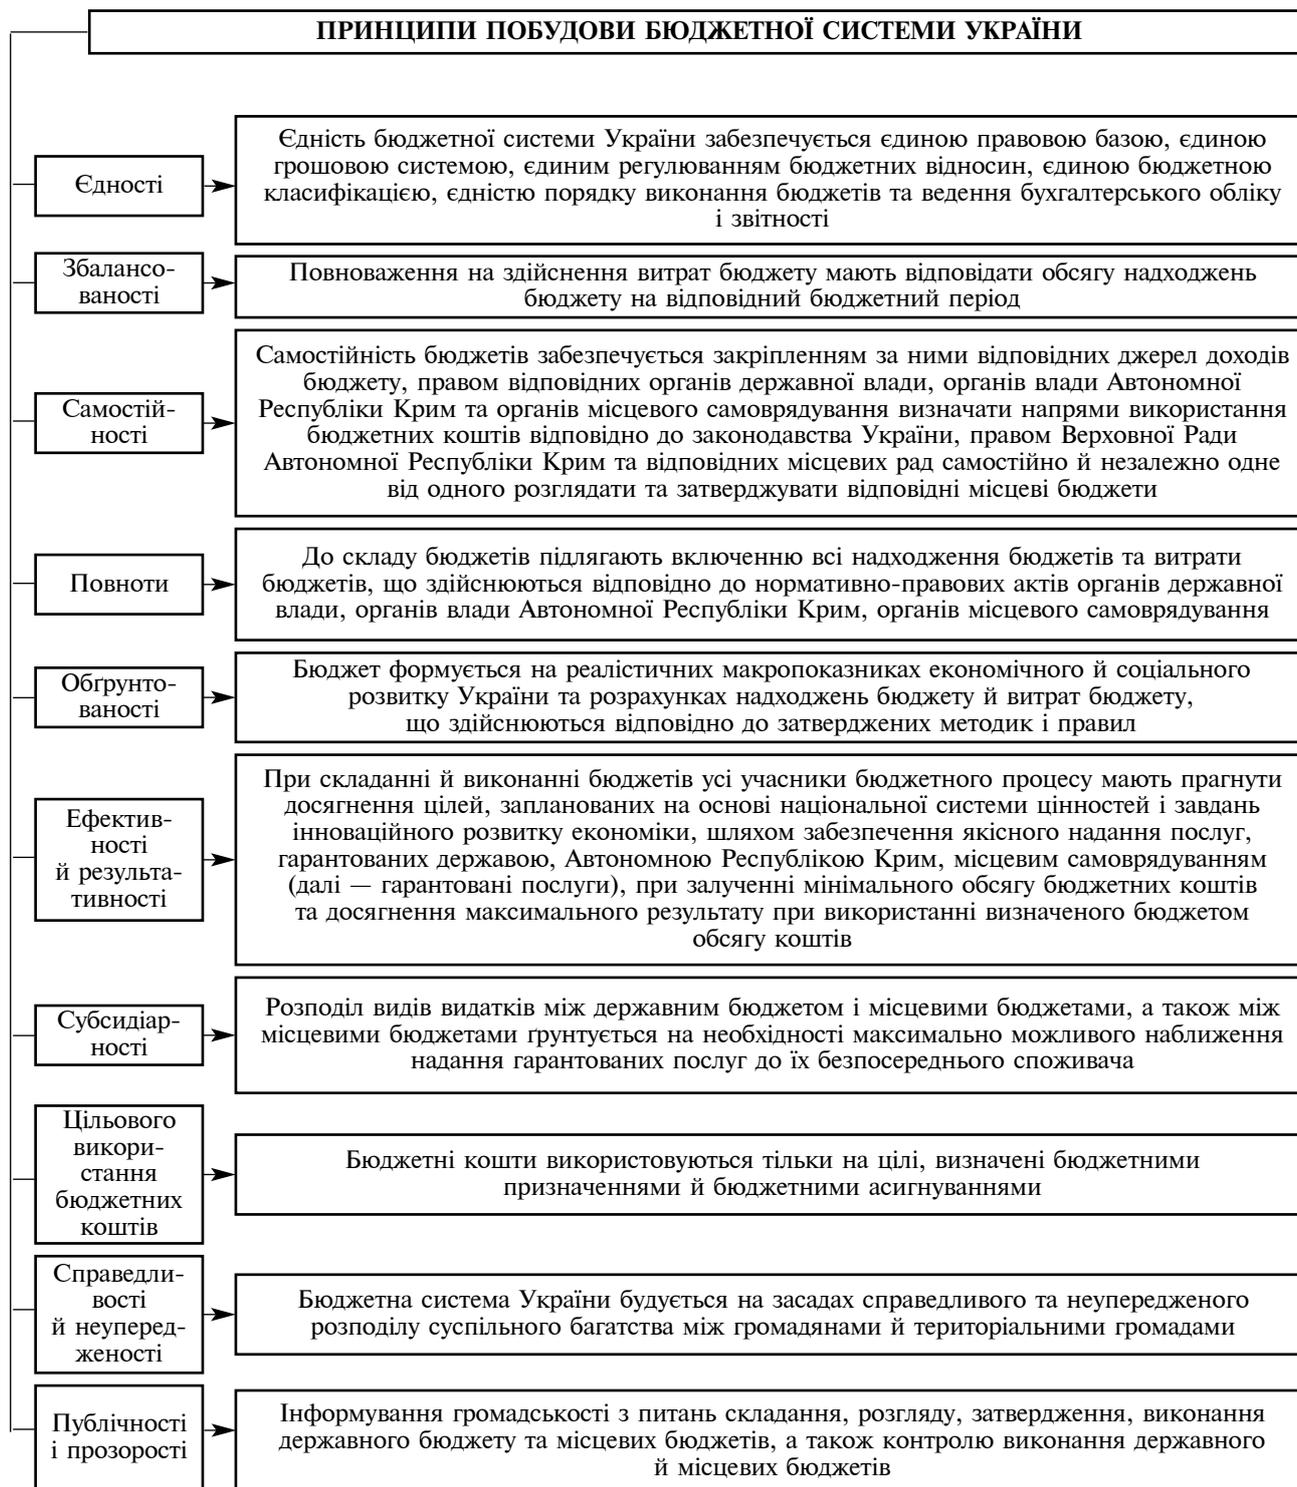 ПРИНЦИПИ ПОБУДОВИ БЮДЖЕТНОЇ СИСТЕМИ УКРАЇНИ
Єдності
Єдність бюджетної системи України забезпечується єдиною правовою базою, єдиною
грошовою системою, єдиним регулюванням бюджетних відносин, єдиною бюджетною
класифікацією, єдністю порядку виконання бюджетів та ведення бухгалтерського обліку
і звітності
Збалансо-
ваності
Повноваження на здійснення витрат бюджету мають відповідати обсягу надходжень
бюджету на відповідний бюджетний період
Самостій-
ності
Самостійність бюджетів забезпечується закріпленням за ними відповідних джерел доходів
бюджету, правом відповідних органів державної влади, органів влади Автономної
Республіки Крим та органів місцевого самоврядування визначати напрями використання
бюджетних коштів відповідно до законодавства України, правом Верховної Ради
Автономної Республіки Крим та відповідних місцевих рад самостійно й незалежно одне
від одного розглядати та затверджувати відповідні місцеві бюджети
Повноти
До складу бюджетів підлягають включенню всі надходження бюджетів та витрати
бюджетів, що здійснюються відповідно до нормативно-правових актів органів державної
влади, органів влади Автономної Республіки Крим, органів місцевого самоврядування
Обґрунто-
ваності
Бюджет формується на реалістичних макропоказниках економічного й соціального
розвитку України та розрахунках надходжень бюджету й витрат бюджету,
що здійснюються відповідно до затверджених методик і правил
Ефектив-
ності
й результа-
тивності
При складанні й виконанні бюджетів усі учасники бюджетного процесу мають прагнути
досягнення цілей, запланованих на основі національної системи цінностей і завдань
інноваційного розвитку економіки, шляхом забезпечення якісного надання послуг,
гарантованих державою, Автономною Республікою Крим, місцевим самоврядуванням
(далі — гарантовані послуги), при залученні мінімального обсягу бюджетних коштів
та досягнення максимального результату при використанні визначеного бюджетом
обсягу коштів
Субсидіар-
ності
Розподіл видів видатків між державним бюджетом і місцевими бюджетами, а також між
місцевими бюджетами ґрунтується на необхідності максимально можливого наближення
надання гарантованих послуг до їх безпосереднього споживача
Цільового
викори-
стання
бюджетних
коштів
Бюджетні кошти використовуються тільки на цілі, визначені бюджетними
призначеннями й бюджетними асигнуваннями
Справедли-
вості
й неуперед-
женості
Бюджетна система України будується на засадах справедливого та неупередженого
розподілу суспільного багатства між громадянами й територіальними громадами
Публічності
і прозорості
Інформування громадськості з питань складання, розгляду, затвердження, виконання
державного бюджету та місцевих бюджетів, а також контролю виконання державного
й місцевих бюджетів